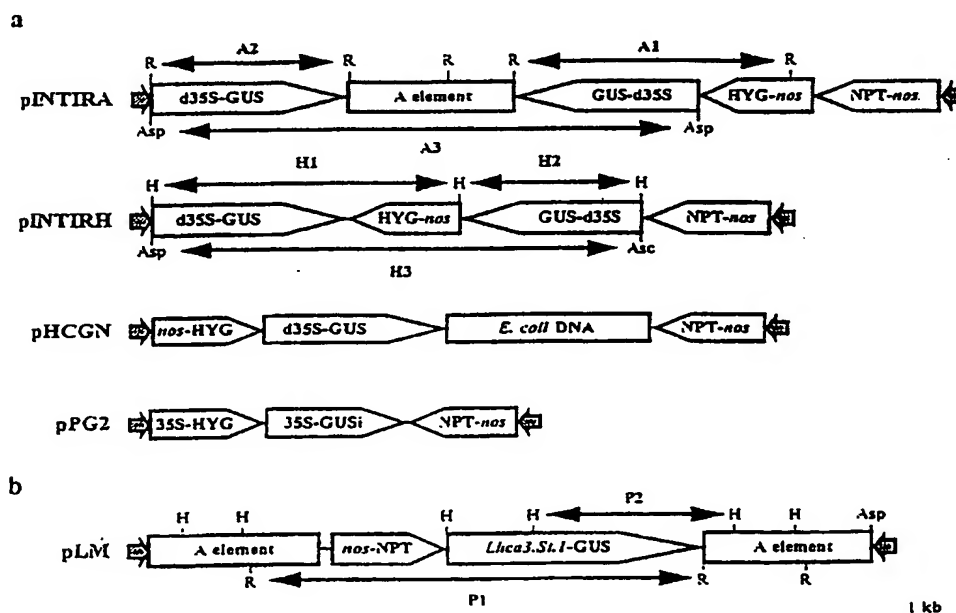 a
A2 A1
R R R R R
pINTIRA d35S-GUS A element GUS-d35S HYG-nos NPT-nos.
Asp Asp
A3
H1 H2
H H H
pINTIRH d35S-GUS HYG-nos GUS-d35S NPT-nos
Asp Asc
H3
pHCGN nos-HYG d35S-GUS E. coli DNA NPT-nos
pPG2 35S-HYG 35S-GUSi NPT-nos
b
P2
H H H H H H Asp
pLM A element nos-NPT Lhca3.St.1-GUS A element
R R R
P1
1 kb